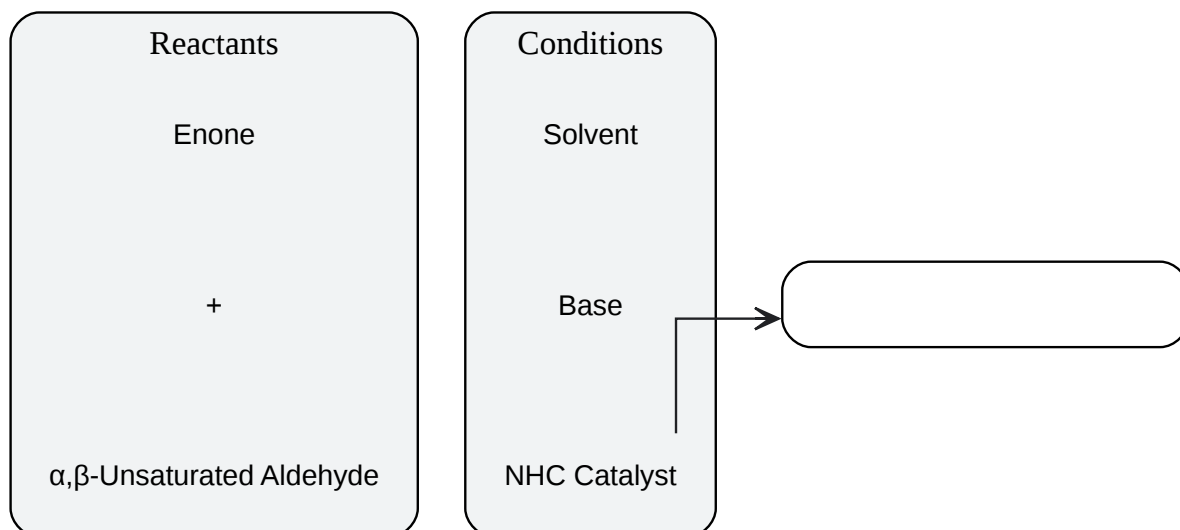 Reactants
Enone
+
α,β-Unsaturated Aldehyde
Conditions
Solvent
Base
NHC Catalyst